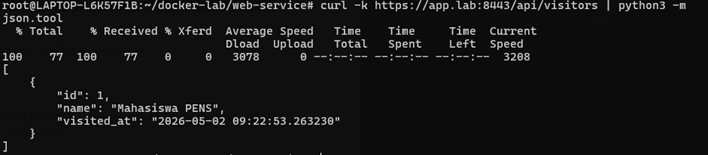 root@LAPTOP-L6K57F1B:~/docker-lab/web-service# curl -k https://app.lab:8443/api/visitors | python3 -m
json.tool
  % Total    % Received % Xferd  Average Speed   Time    Time     Time  Current
                                 Dload  Upload   Total   Spent    Left  Speed
100    77  100    77    0     0   3078      0 --:--:-- --:--:-- --:--:--  3208
[
    {
        "id": 1,
        "name": "Mahasiswa PENS",
        "visited_at": "2026-05-02 09:22:53.263230"
    }
]